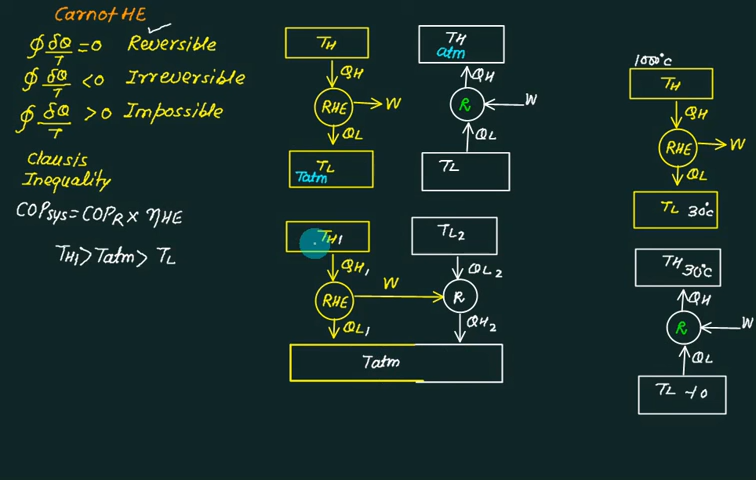 Carnot HE
∮ δQ/T = 0 Reversible
∮ δQ/T < 0 Irreversible
∮ δQ/T > 0 Impossible
Clausis
Inequality
COPsys = COPR x ηHE
TH1 > Tatm > TL
TH
QH
RHE
W
QL
TL
Tatm
TH
atm
QH
R
W
QL
TL
TH1
QH1
RHE
W
QL1
TL2
QL2
R
QH2
Tatm
1000°C
TH
QH
RHE
W
QL
TL 30°C
TH 30°C
QH
R
W
QL
TL -10